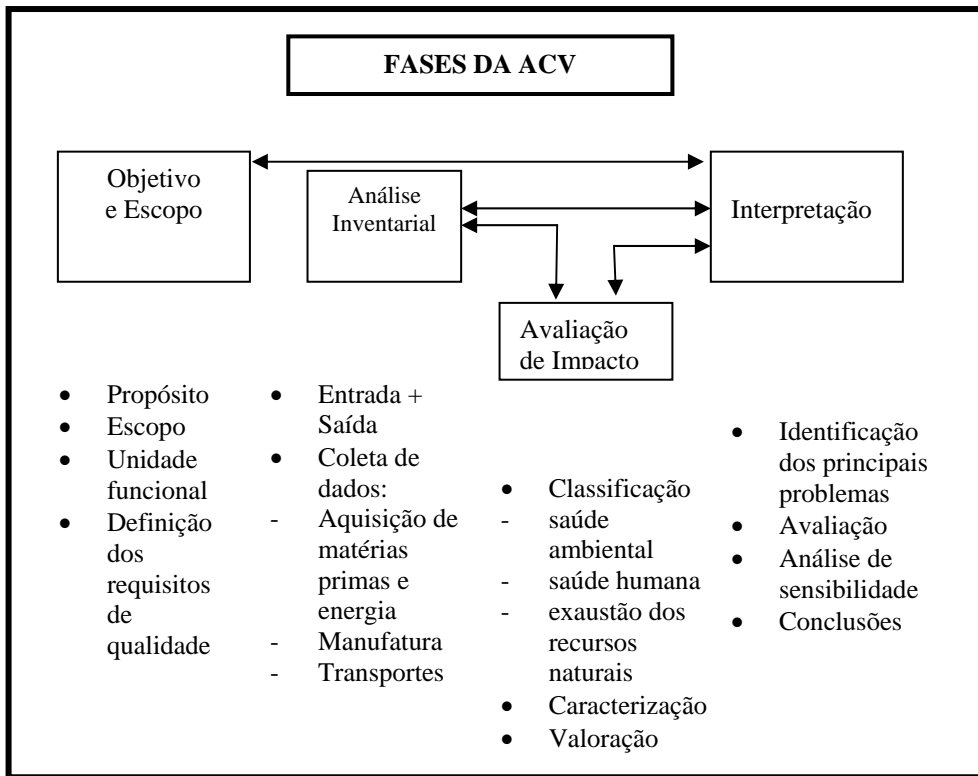 FASES DA ACV
Objetivo
e Escopo
Análise
Inventarial
Interpretação
Avaliação
de Impacto
• Propósito
• Escopo
• Unidade
funcional
• Definição
dos
requisitos
de
qualidade
• Entrada +
Saída
• Coleta de
dados:
- Aquisição de
matérias
primas e
energia
- Manufatura
- Transportes
• Classificação
- saúde
ambiental
- saúde humana
- exaustão dos
recursos
naturais
• Caracterização
• Valoração
• Identificação
dos principais
problemas
• Avaliação
• Análise de
sensibilidade
• Conclusões